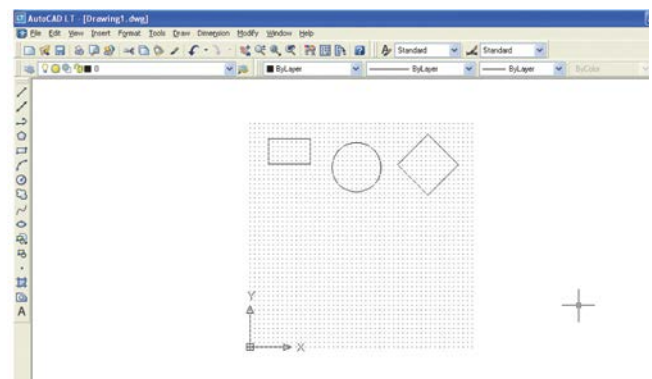 AutoCAD LT - [Drawing1.dwg]
File Edit View Insert Format Tools Draw Dimension Modify Window Help
Standard Standard
0 ByLayer ByLayer ByLayer ByColor
A
Y
X